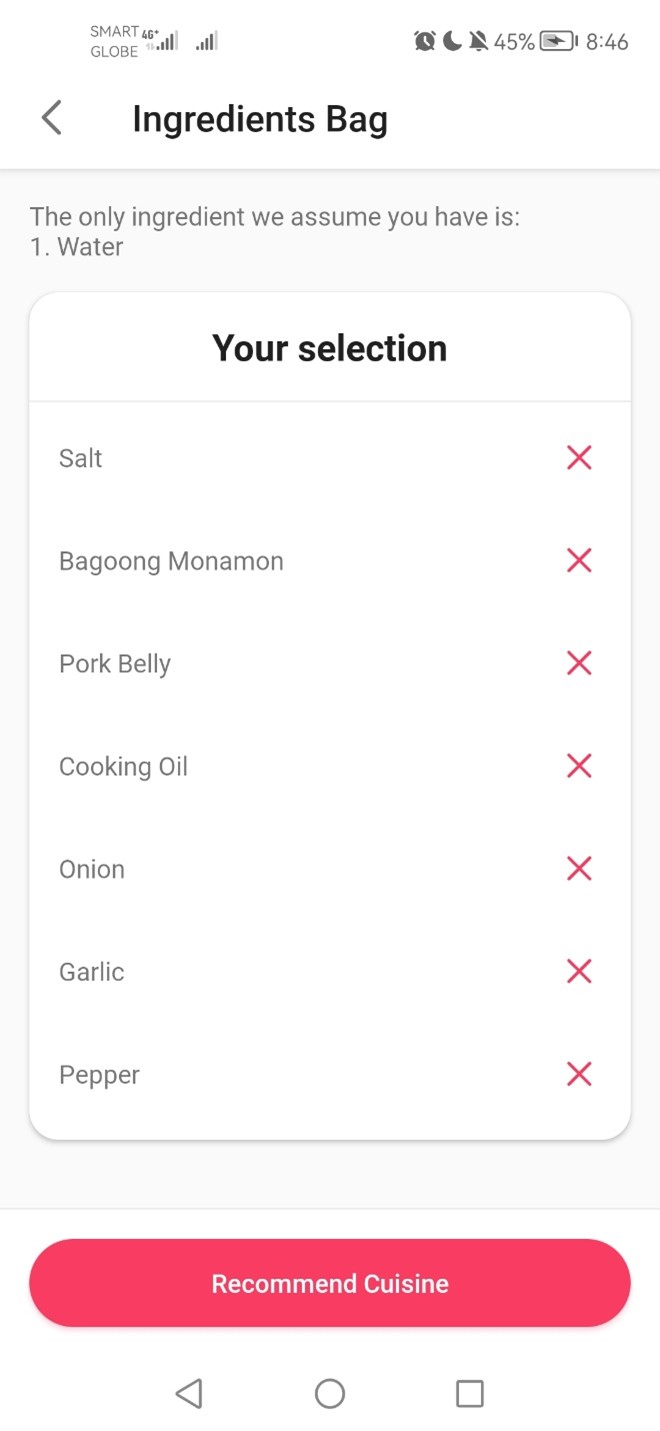 SMART 4G+
GLOBE
45% 8:46
Ingredients Bag
The only ingredient we assume you have is:
1. Water
Your selection
Salt
Bagoong Monamon
Pork Belly
Cooking Oil
Onion
Garlic
Pepper
Recommend Cuisine